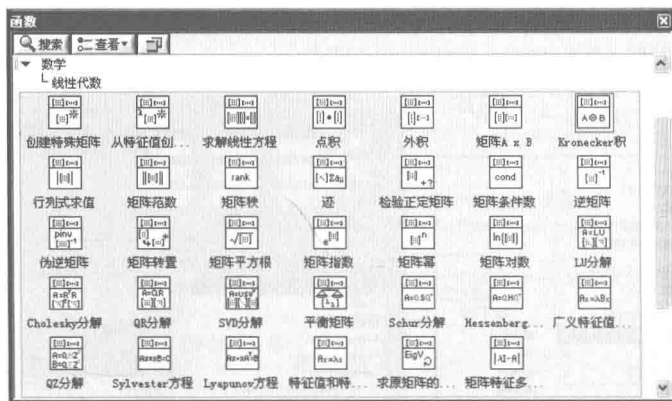 函数
搜索 查看
数学
线性代数
创建特殊矩阵 从特征值创... 求解线性方程 点积 外积 矩阵A x B Kronecker积
行列式求值 矩阵范数 矩阵秩 迹 检验正定矩阵 矩阵条件数 逆矩阵
伪逆矩阵 矩阵转置 矩阵平方根 矩阵指数 矩阵幂 矩阵对数 LU分解
Cholesky分解 QR分解 SVD分解 平衡矩阵 Schur分解 Hessenberg... 广义特征值...
QZ分解 Sylvester方程 Lyapunov方程 特征值和特... 求原矩阵的... 矩阵特征多...